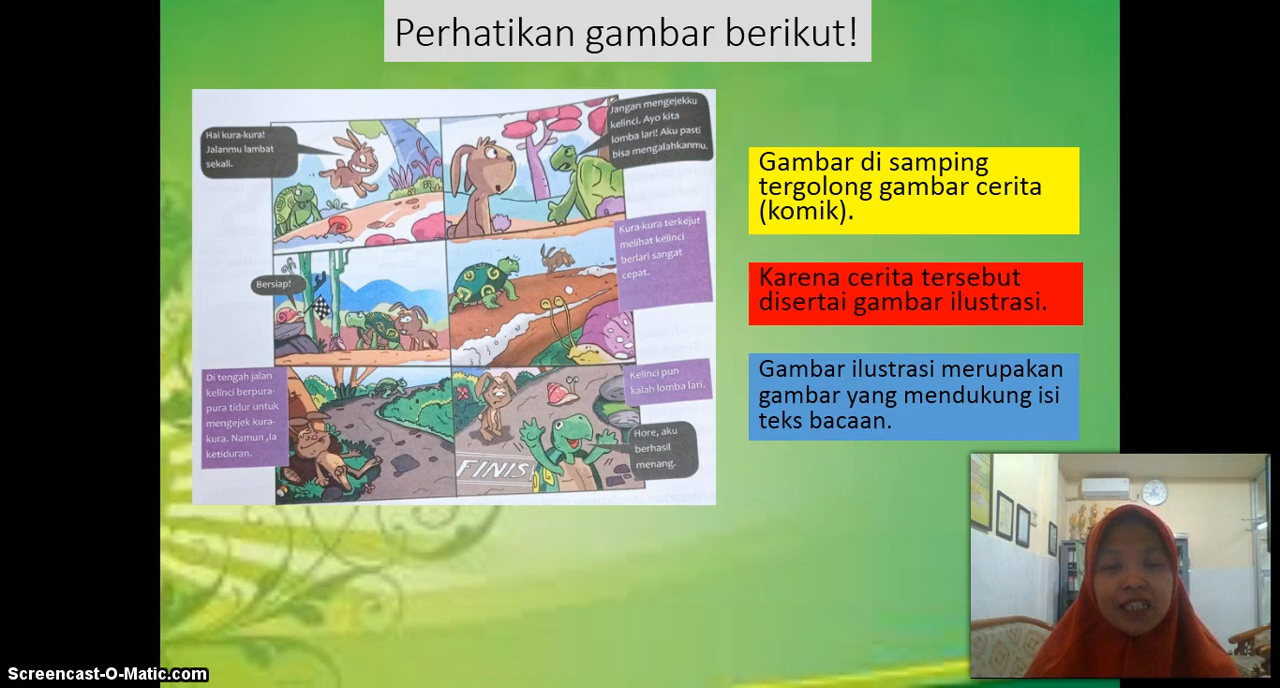 Perhatikan gambar berikut!
Hai kura-kura!
Jalanmu lambat
sekali.
Jangan mengejekku
kelinci. Ayo kita
lomba lari! Aku pasti
bisa mengalahkanmu.
Bersiap!
Kura-kura terkejut
melihat kelinci
berlari sangat
cepat.
Di tengah jalan
kelinci berpura-
pura tidur untuk
mengejek kura-
kura. Namun ,Ia
ketiduran.
Kelinci pun
kalah lomba lari.
Hore, aku
berhasil
menang.
FINIS
Gambar di samping
tergolong gambar cerita
(komik).
Karena cerita tersebut
disertai gambar ilustrasi.
Gambar ilustrasi merupakan
gambar yang mendukung isi
teks bacaan.
Screencast-O-Matic.com